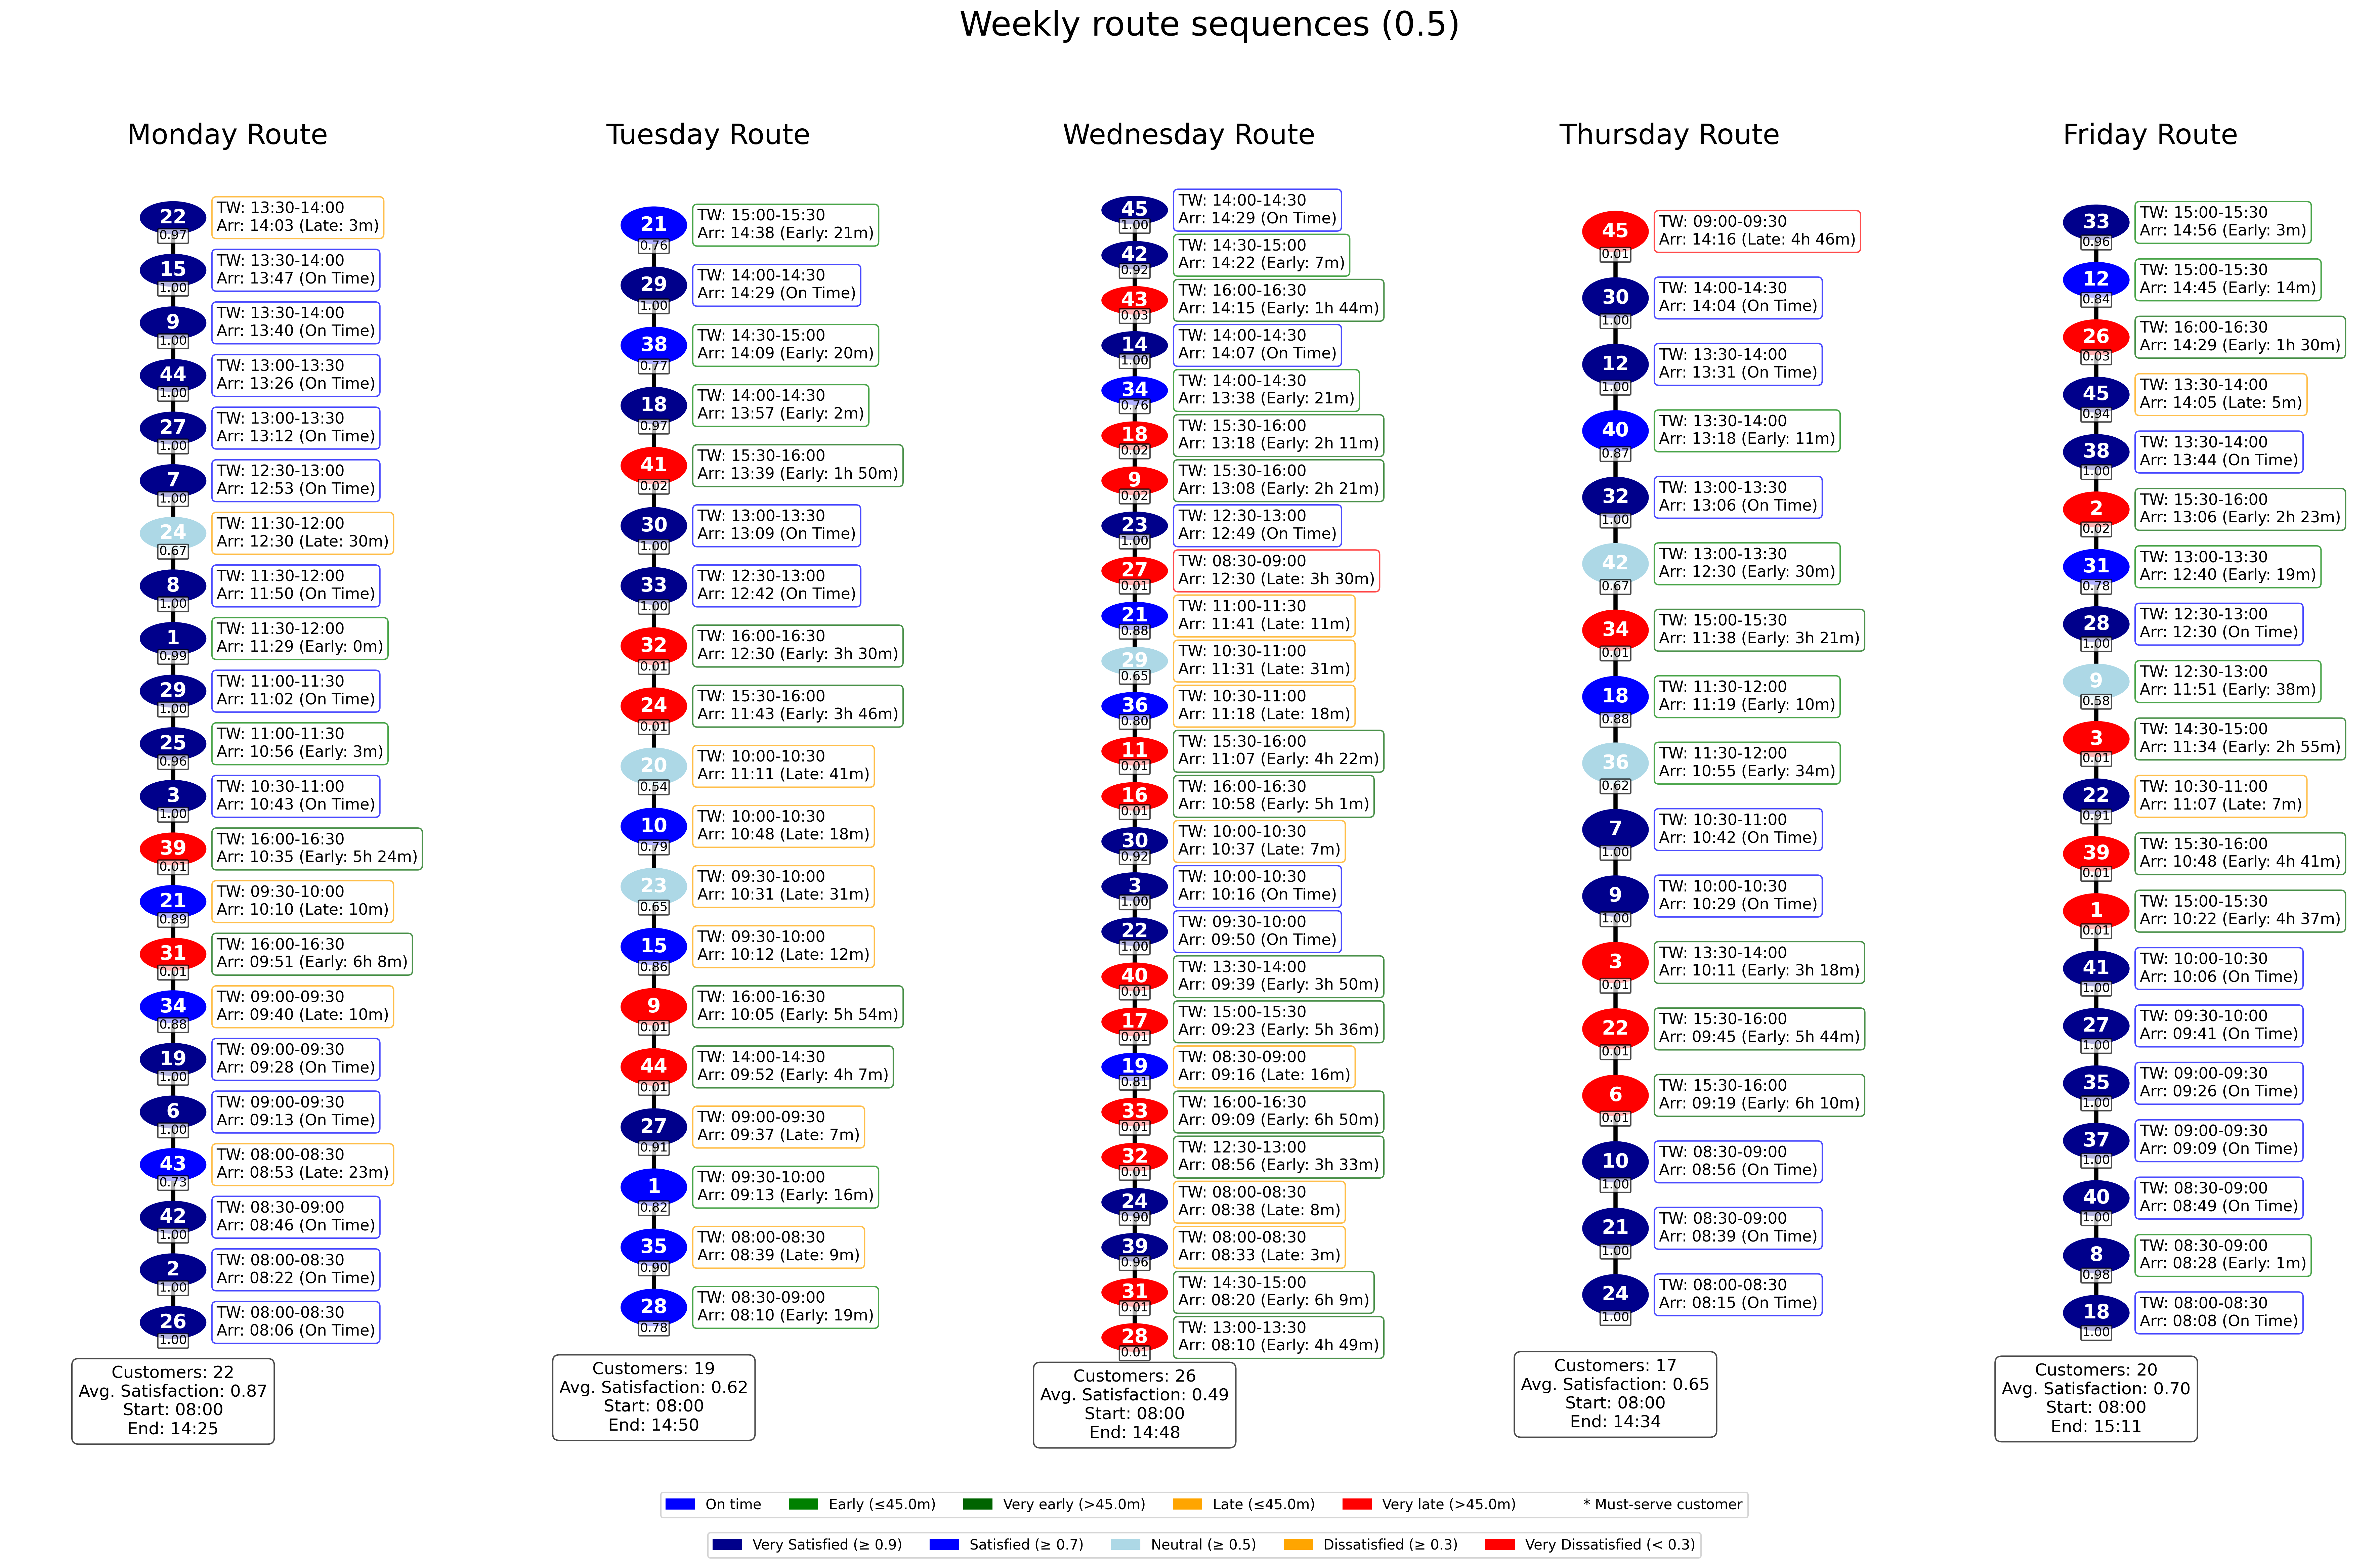 Weekly route sequences (0.5)
Monday Route
22
0.97
TW: 13:30-14:00
Arr: 14:03 (Late: 3m)
15
1.00
TW: 13:30-14:00
Arr: 13:47 (On Time)
9
1.00
TW: 13:30-14:00
Arr: 13:40 (On Time)
44
1.00
TW: 13:00-13:30
Arr: 13:26 (On Time)
27
1.00
TW: 13:00-13:30
Arr: 13:12 (On Time)
7
1.00
TW: 12:30-13:00
Arr: 12:53 (On Time)
24
0.67
TW: 11:30-12:00
Arr: 12:30 (Late: 30m)
8
1.00
TW: 11:30-12:00
Arr: 11:50 (On Time)
1
0.99
TW: 11:30-12:00
Arr: 11:29 (Early: 0m)
29
1.00
TW: 11:00-11:30
Arr: 11:02 (On Time)
25
0.96
TW: 11:00-11:30
Arr: 10:56 (Early: 3m)
3
1.00
TW: 10:30-11:00
Arr: 10:43 (On Time)
39
0.01
TW: 16:00-16:30
Arr: 10:35 (Early: 5h 24m)
21
0.89
TW: 09:30-10:00
Arr: 10:10 (Late: 10m)
31
0.01
TW: 16:00-16:30
Arr: 09:51 (Early: 6h 8m)
34
0.88
TW: 09:00-09:30
Arr: 09:40 (Late: 10m)
19
1.00
TW: 09:00-09:30
Arr: 09:28 (On Time)
6
1.00
TW: 09:00-09:30
Arr: 09:13 (On Time)
43
0.73
TW: 08:00-08:30
Arr: 08:53 (Late: 23m)
42
1.00
TW: 08:30-09:00
Arr: 08:46 (On Time)
2
1.00
TW: 08:00-08:30
Arr: 08:22 (On Time)
26
1.00
TW: 08:00-08:30
Arr: 08:06 (On Time)
Customers: 22
Avg. Satisfaction: 0.87
Start: 08:00
End: 14:25
Tuesday Route
21
0.76
TW: 15:00-15:30
Arr: 14:38 (Early: 21m)
29
1.00
TW: 14:00-14:30
Arr: 14:29 (On Time)
38
0.77
TW: 14:30-15:00
Arr: 14:09 (Early: 20m)
18
0.97
TW: 14:00-14:30
Arr: 13:57 (Early: 2m)
41
0.02
TW: 15:30-16:00
Arr: 13:39 (Early: 1h 50m)
30
1.00
TW: 13:00-13:30
Arr: 13:09 (On Time)
33
1.00
TW: 12:30-13:00
Arr: 12:42 (On Time)
32
0.01
TW: 16:00-16:30
Arr: 12:30 (Early: 3h 30m)
24
0.01
TW: 15:30-16:00
Arr: 11:43 (Early: 3h 46m)
20
0.54
TW: 10:00-10:30
Arr: 11:11 (Late: 41m)
10
0.79
TW: 10:00-10:30
Arr: 10:48 (Late: 18m)
23
0.65
TW: 09:30-10:00
Arr: 10:31 (Late: 31m)
15
0.86
TW: 09:30-10:00
Arr: 10:12 (Late: 12m)
9
0.01
TW: 16:00-16:30
Arr: 10:05 (Early: 5h 54m)
44
0.01
TW: 14:00-14:30
Arr: 09:52 (Early: 4h 7m)
27
0.91
TW: 09:00-09:30
Arr: 09:37 (Late: 7m)
1
0.82
TW: 09:30-10:00
Arr: 09:13 (Early: 16m)
35
0.90
TW: 08:00-08:30
Arr: 08:39 (Late: 9m)
28
0.78
TW: 08:30-09:00
Arr: 08:10 (Early: 19m)
Customers: 19
Avg. Satisfaction: 0.62
Start: 08:00
End: 14:50
Wednesday Route
45
1.00
TW: 14:00-14:30
Arr: 14:29 (On Time)
42
0.92
TW: 14:30-15:00
Arr: 14:22 (Early: 7m)
43
0.03
TW: 16:00-16:30
Arr: 14:15 (Early: 1h 44m)
14
1.00
TW: 14:00-14:30
Arr: 14:07 (On Time)
34
0.76
TW: 14:00-14:30
Arr: 13:38 (Early: 21m)
18
0.02
TW: 15:30-16:00
Arr: 13:18 (Early: 2h 11m)
9
0.02
TW: 15:30-16:00
Arr: 13:08 (Early: 2h 21m)
23
1.00
TW: 12:30-13:00
Arr: 12:49 (On Time)
27
0.01
TW: 08:30-09:00
Arr: 12:30 (Late: 3h 30m)
21
0.88
TW: 11:00-11:30
Arr: 11:41 (Late: 11m)
29
0.65
TW: 10:30-11:00
Arr: 11:31 (Late: 31m)
36
0.80
TW: 10:30-11:00
Arr: 11:18 (Late: 18m)
11
0.01
TW: 15:30-16:00
Arr: 11:07 (Early: 4h 22m)
16
0.01
TW: 16:00-16:30
Arr: 10:58 (Early: 5h 1m)
30
0.92
TW: 10:00-10:30
Arr: 10:37 (Late: 7m)
3
1.00
TW: 10:00-10:30
Arr: 10:16 (On Time)
22
1.00
TW: 09:30-10:00
Arr: 09:50 (On Time)
40
0.01
TW: 13:30-14:00
Arr: 09:39 (Early: 3h 50m)
17
0.01
TW: 15:00-15:30
Arr: 09:23 (Early: 5h 36m)
19
0.81
TW: 08:30-09:00
Arr: 09:16 (Late: 16m)
33
0.01
TW: 16:00-16:30
Arr: 09:09 (Early: 6h 50m)
32
0.01
TW: 12:30-13:00
Arr: 08:56 (Early: 3h 33m)
24
0.90
TW: 08:00-08:30
Arr: 08:38 (Late: 8m)
39
0.96
TW: 08:00-08:30
Arr: 08:33 (Late: 3m)
31
0.01
TW: 14:30-15:00
Arr: 08:20 (Early: 6h 9m)
28
0.01
TW: 13:00-13:30
Arr: 08:10 (Early: 4h 49m)
Customers: 26
Avg. Satisfaction: 0.49
Start: 08:00
End: 14:48
Thursday Route
45
0.01
TW: 09:00-09:30
Arr: 14:16 (Late: 4h 46m)
30
1.00
TW: 14:00-14:30
Arr: 14:04 (On Time)
12
1.00
TW: 13:30-14:00
Arr: 13:31 (On Time)
40
0.87
TW: 13:30-14:00
Arr: 13:18 (Early: 11m)
32
1.00
TW: 13:00-13:30
Arr: 13:06 (On Time)
42
0.67
TW: 13:00-13:30
Arr: 12:30 (Early: 30m)
34
0.01
TW: 15:00-15:30
Arr: 11:38 (Early: 3h 21m)
18
0.88
TW: 11:30-12:00
Arr: 11:19 (Early: 10m)
36
0.62
TW: 11:30-12:00
Arr: 10:55 (Early: 34m)
7
1.00
TW: 10:30-11:00
Arr: 10:42 (On Time)
9
1.00
TW: 10:00-10:30
Arr: 10:29 (On Time)
3
0.01
TW: 13:30-14:00
Arr: 10:11 (Early: 3h 18m)
22
0.01
TW: 15:30-16:00
Arr: 09:45 (Early: 5h 44m)
6
0.01
TW: 15:30-16:00
Arr: 09:19 (Early: 6h 10m)
10
1.00
TW: 08:30-09:00
Arr: 08:56 (On Time)
21
1.00
TW: 08:30-09:00
Arr: 08:39 (On Time)
24
1.00
TW: 08:00-08:30
Arr: 08:15 (On Time)
Customers: 17
Avg. Satisfaction: 0.65
Start: 08:00
End: 14:34
Friday Route
33
0.96
TW: 15:00-15:30
Arr: 14:56 (Early: 3m)
12
0.84
TW: 15:00-15:30
Arr: 14:45 (Early: 14m)
26
0.03
TW: 16:00-16:30
Arr: 14:29 (Early: 1h 30m)
45
0.94
TW: 13:30-14:00
Arr: 14:05 (Late: 5m)
38
1.00
TW: 13:30-14:00
Arr: 13:44 (On Time)
2
0.02
TW: 15:30-16:00
Arr: 13:06 (Early: 2h 23m)
31
0.78
TW: 13:00-13:30
Arr: 12:40 (Early: 19m)
28
1.00
TW: 12:30-13:00
Arr: 12:30 (On Time)
9
0.58
TW: 12:30-13:00
Arr: 11:51 (Early: 38m)
3
0.01
TW: 14:30-15:00
Arr: 11:34 (Early: 2h 55m)
22
0.91
TW: 10:30-11:00
Arr: 11:07 (Late: 7m)
39
0.01
TW: 15:30-16:00
Arr: 10:48 (Early: 4h 41m)
1
0.01
TW: 15:00-15:30
Arr: 10:22 (Early: 4h 37m)
41
1.00
TW: 10:00-10:30
Arr: 10:06 (On Time)
27
1.00
TW: 09:30-10:00
Arr: 09:41 (On Time)
35
1.00
TW: 09:00-09:30
Arr: 09:26 (On Time)
37
1.00
TW: 09:00-09:30
Arr: 09:09 (On Time)
40
1.00
TW: 08:30-09:00
Arr: 08:49 (On Time)
8
0.98
TW: 08:30-09:00
Arr: 08:28 (Early: 1m)
18
1.00
TW: 08:00-08:30
Arr: 08:08 (On Time)
Customers: 20
Avg. Satisfaction: 0.70
Start: 08:00
End: 15:11
On time Early (≤45.0m) Very early (>45.0m) Late (≤45.0m) Very late (>45.0m) * Must-serve customer
Very Satisfied (≥ 0.9) Satisfied (≥ 0.7) Neutral (≥ 0.5) Dissatisfied (≥ 0.3) Very Dissatisfied (< 0.3)